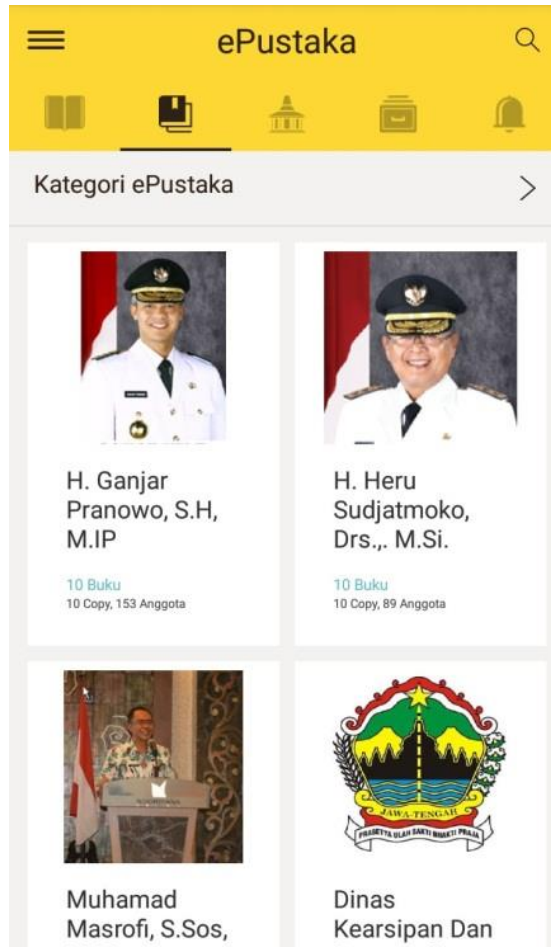 ePustaka
Kategori ePustaka
H. Ganjar
Pranowo, S.H,
M.IP
10 Buku
10 Copy, 153 Anggota
H. Heru
Sudjatmoko,
Drs.,. M.Si.
10 Buku
10 Copy, 89 Anggota
JAWA-TENGAH
PRASETYA ULAH SAKTI BHAKTI PRAJA
Muhamad
Masrofi, S.Sos,
Dinas
Kearsipan Dan